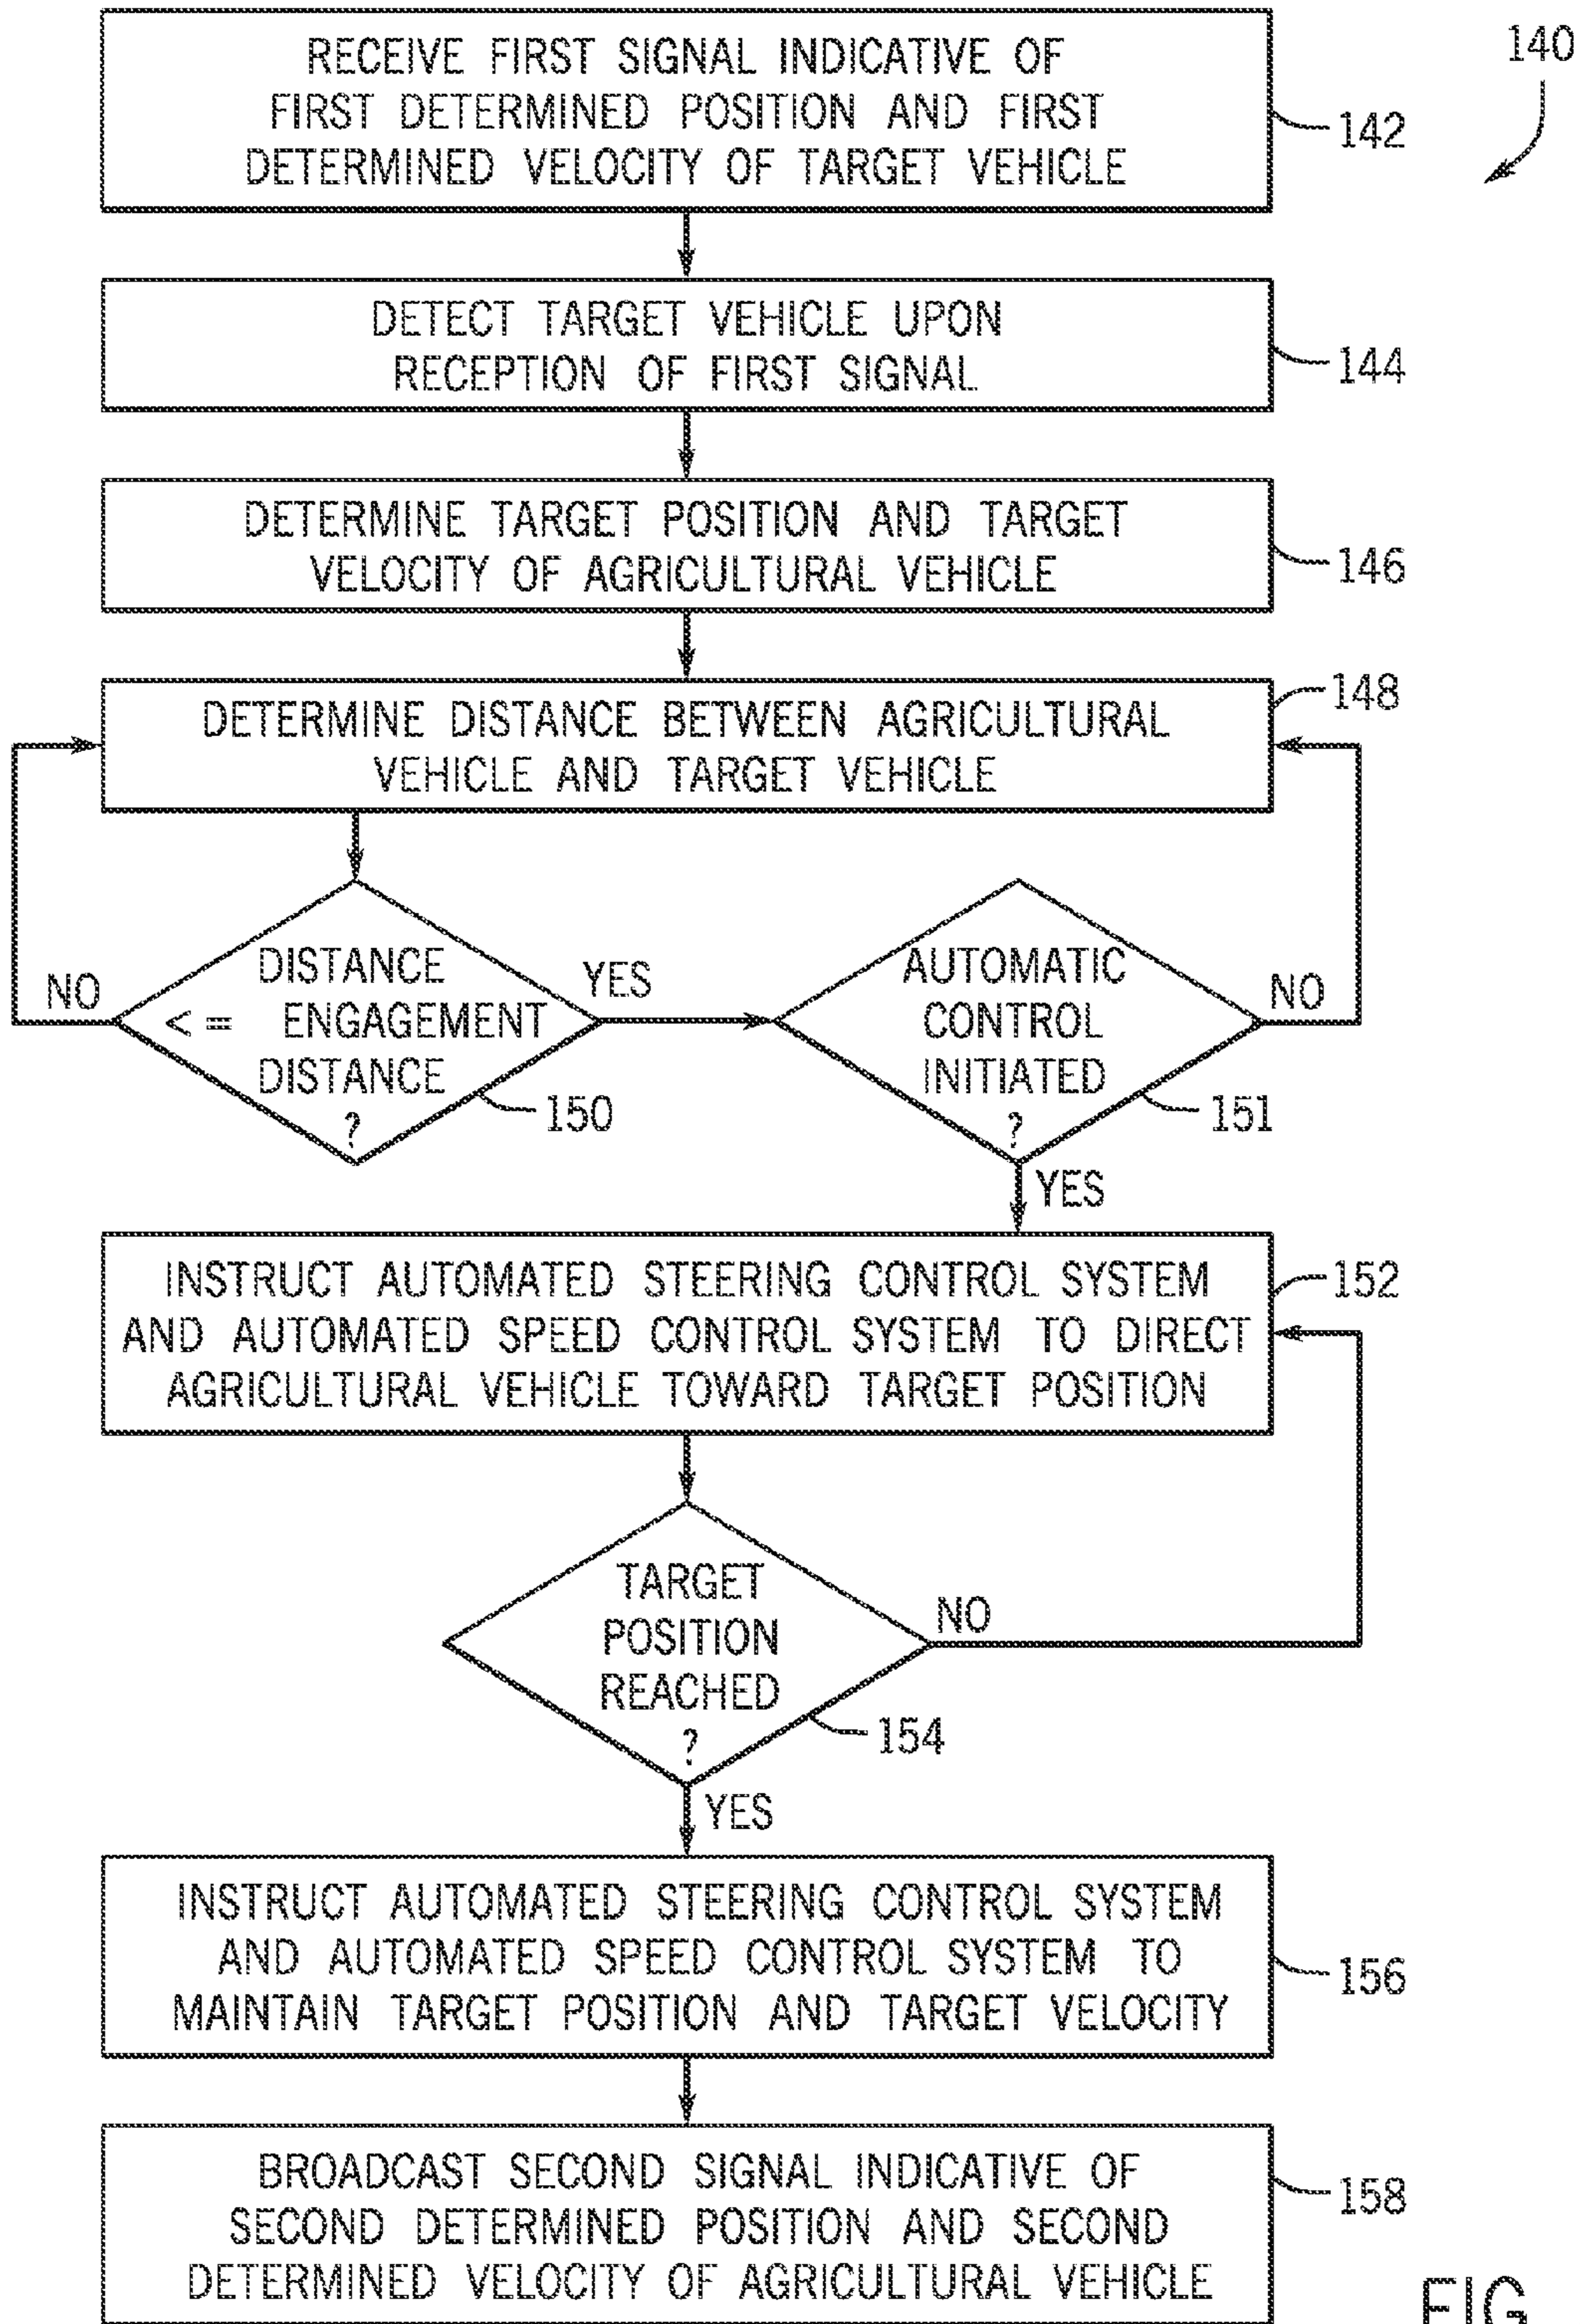 140
RECEIVE FIRST SIGNAL INDICATIVE OF
FIRST DETERMINED POSITION AND FIRST
DETERMINED VELOCITY OF TARGET VEHICLE
142
DETECT TARGET VEHICLE UPON
RECEPTION OF FIRST SIGNAL
144
DETERMINE TARGET POSITION AND TARGET
VELOCITY OF AGRICULTURAL VEHICLE
146
DETERMINE DISTANCE BETWEEN AGRICULTURAL
VEHICLE AND TARGET VEHICLE
148
NO
DISTANCE
<= ENGAGEMENT
DISTANCE
?
150
YES
AUTOMATIC
CONTROL
INITIATED
?
151
NO
YES
INSTRUCT AUTOMATED STEERING CONTROL SYSTEM
AND AUTOMATED SPEED CONTROL SYSTEM TO DIRECT
AGRICULTURAL VEHICLE TOWARD TARGET POSITION
152
TARGET
POSITION
REACHED
?
154
NO
YES
INSTRUCT AUTOMATED STEERING CONTROL SYSTEM
AND AUTOMATED SPEED CONTROL SYSTEM TO
MAINTAIN TARGET POSITION AND TARGET VELOCITY
156
BROADCAST SECOND SIGNAL INDICATIVE OF
SECOND DETERMINED POSITION AND SECOND
DETERMINED VELOCITY OF AGRICULTURAL VEHICLE
158
FIG